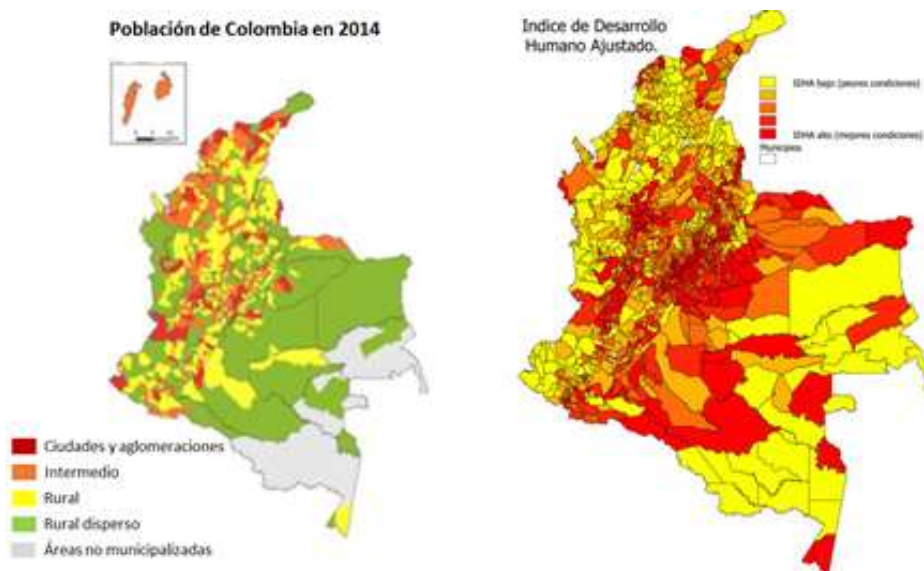 Población de Colombia en 2014
Ciudades y aglomeraciones
Intermedio
Rural
Rural disperso
Áreas no municipalizadas
Indice de Desarrollo
Humano Ajustado.
IDHA bajo (peores condiciones)
IDHA alto (mejores condiciones)
Municipios